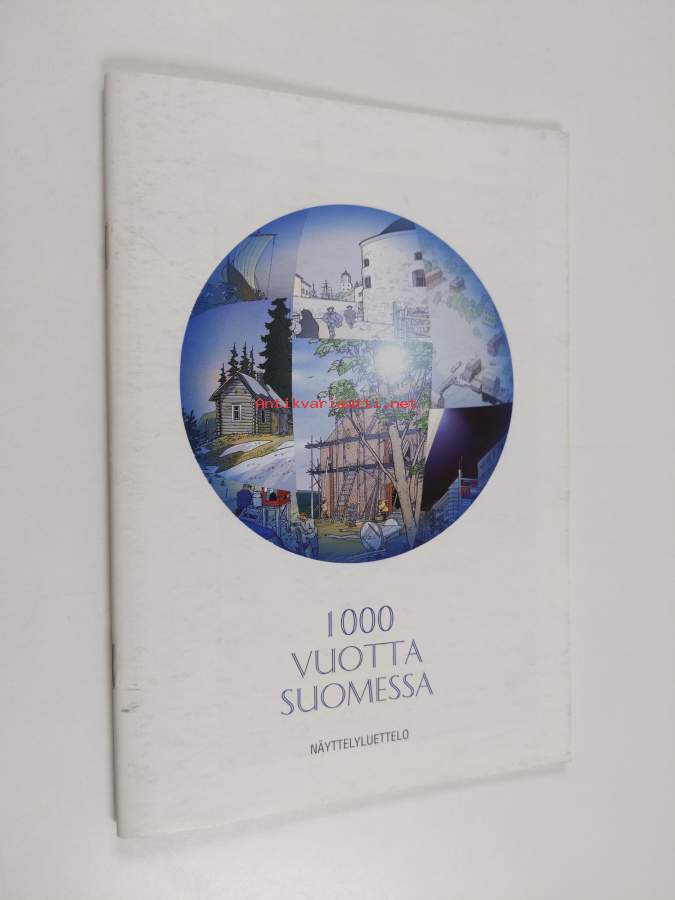 Antikvariaatti.net
1000
VUOTTA
SUOMESSA
NÄYTTELYLUETTELO